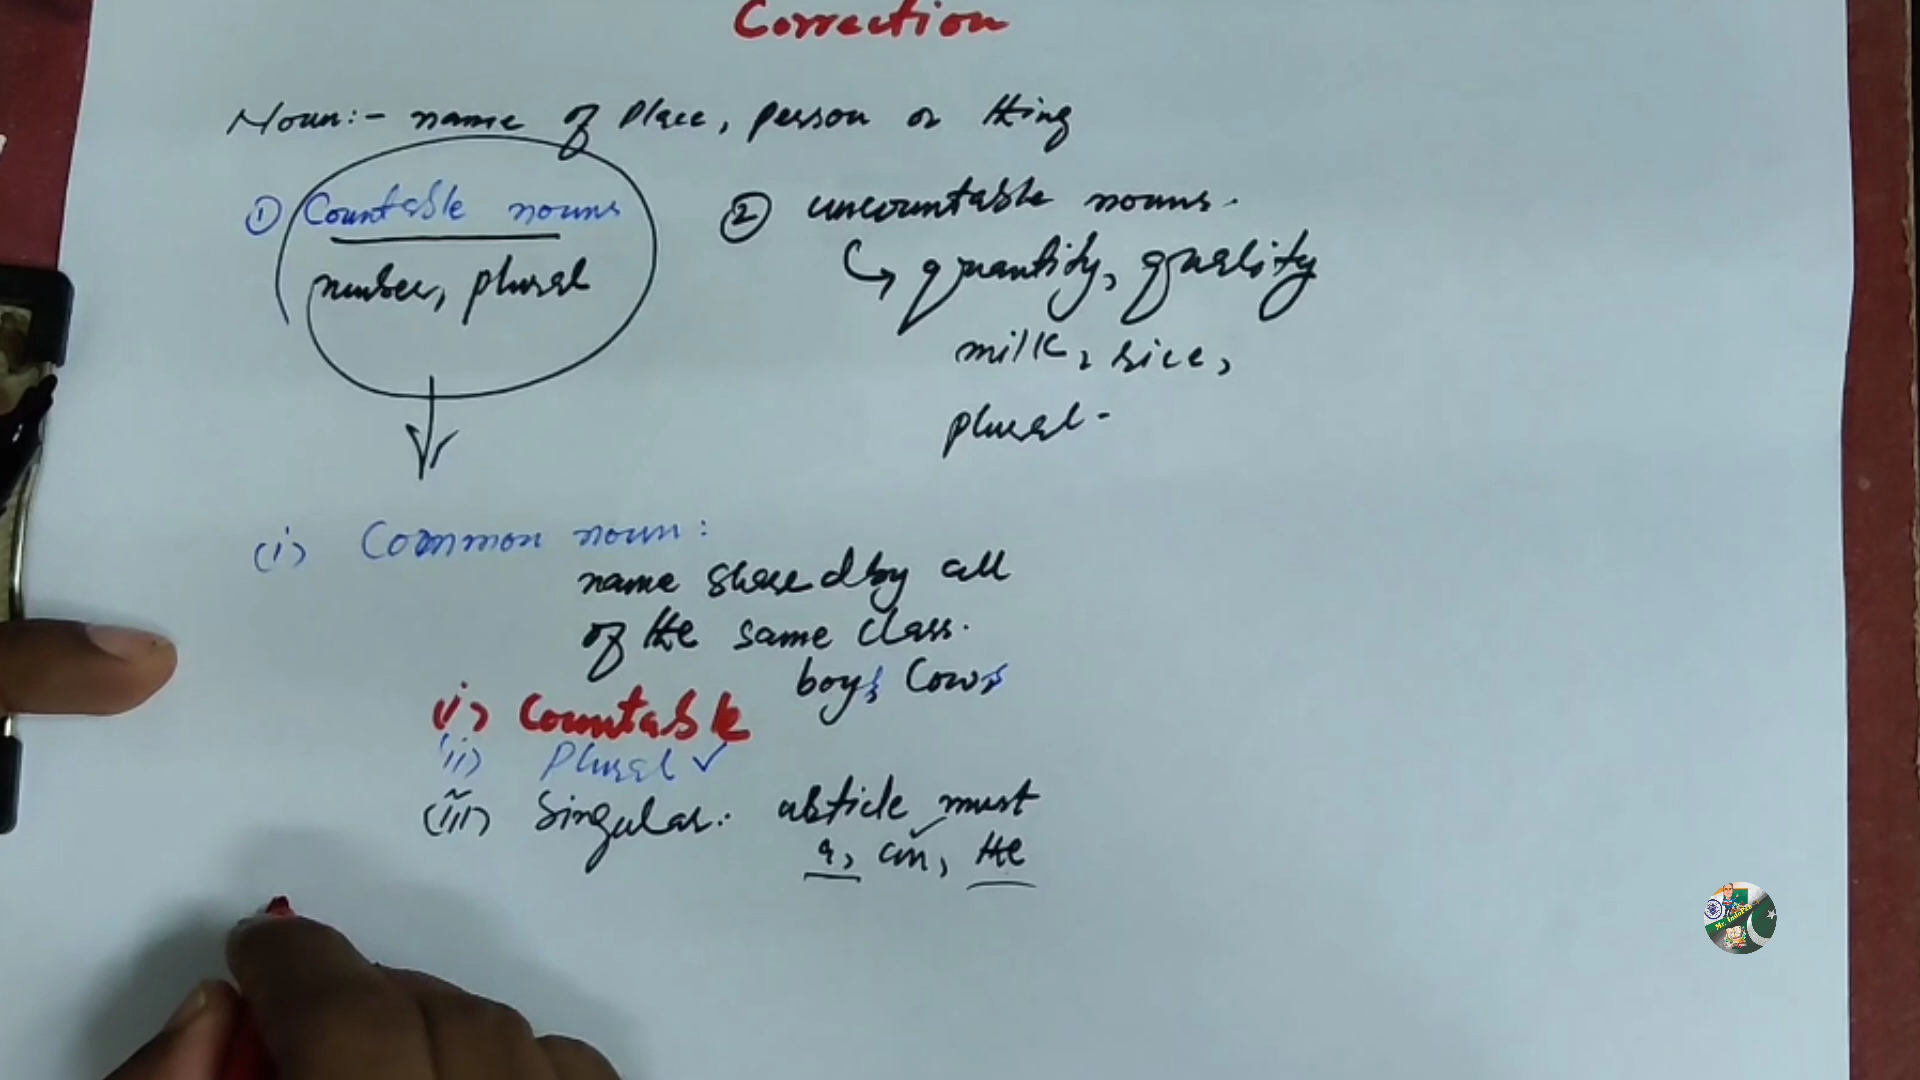 Correction
Noun:- name of place, person or thing
① Countable nouns
number, plural
② uncountable nouns.
↳ quantity, quality
milk, rice,
plural -
(i) Common noun:
name shared by all
of the same class.
boys, Cows
(i) Countable
(ii) Plural ✓
(iii) Singular: article must
a, an, the